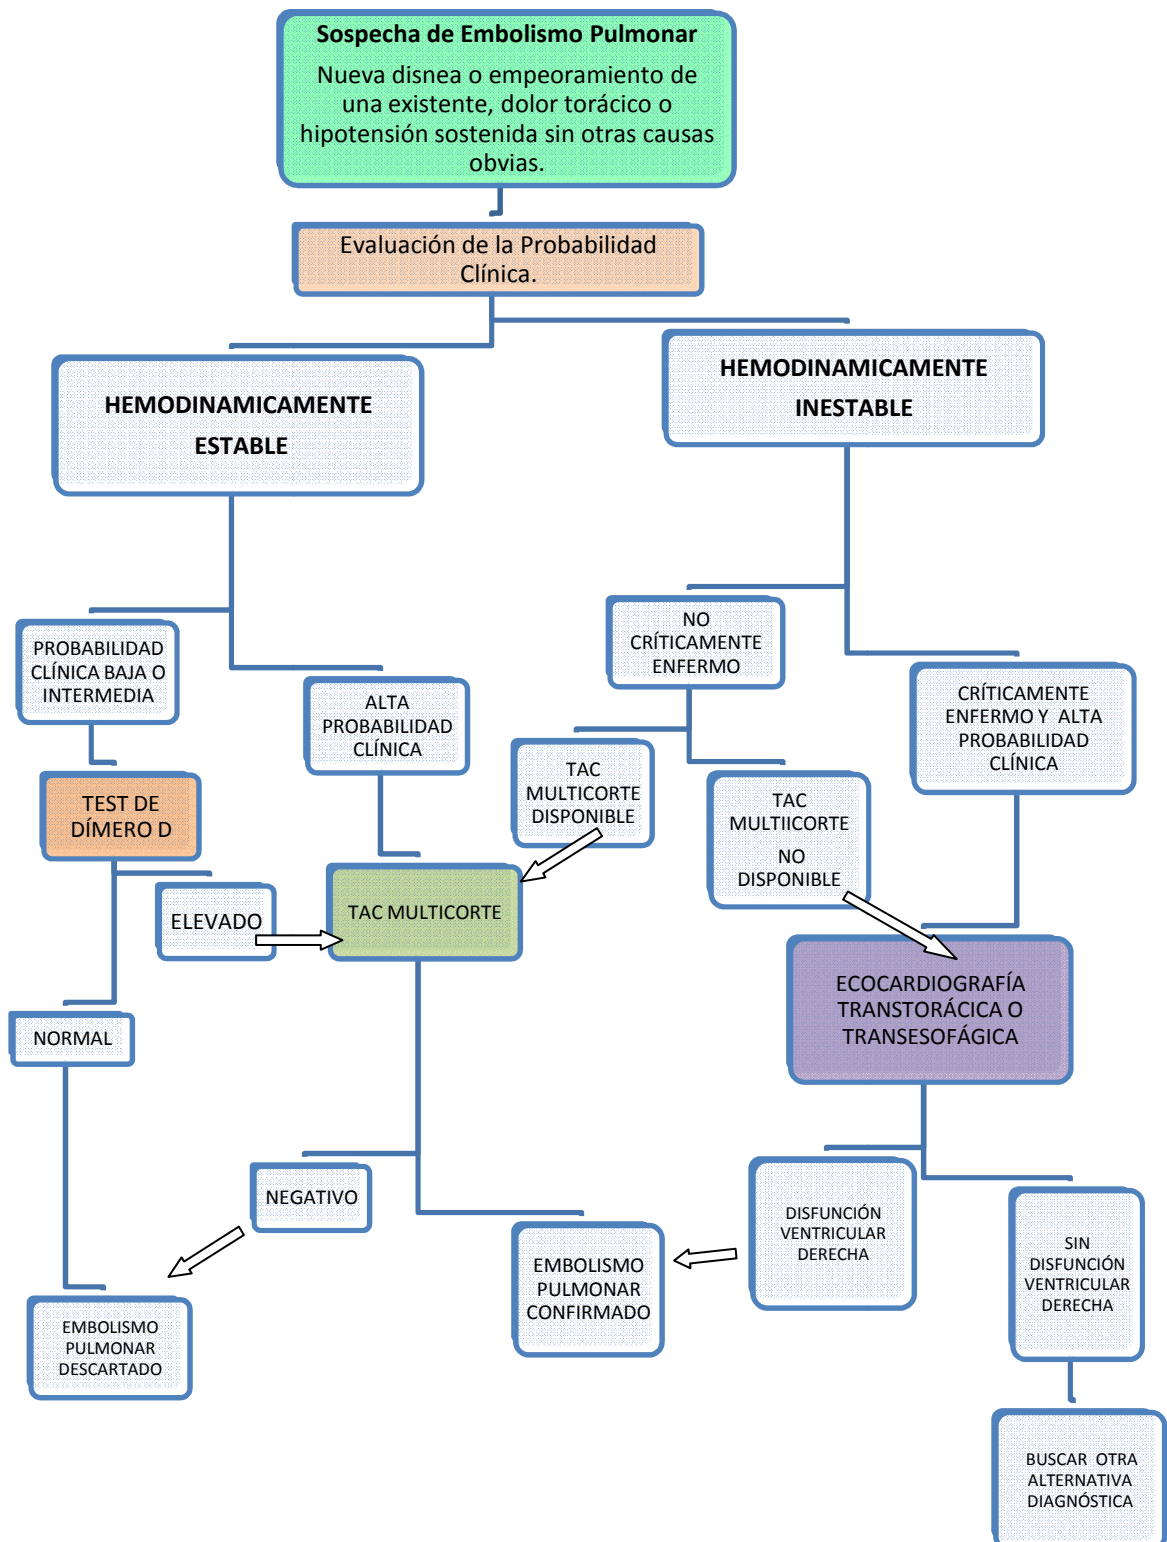 Sospecha de Embolismo Pulmonar
Nueva disnea o empeoramiento de
una existente, dolor torácico o
hipotensión sostenida sin otras causas
obvias.
Evaluación de la Probabilidad
Clínica.
HEMODINAMICAMENTE
ESTABLE
HEMODINAMICAMENTE
INESTABLE
PROBABILIDAD
CLÍNICA BAJA O
INTERMEDIA
ALTA
PROBABILIDAD
CLÍNICA
NO
CRÍTICAMENTE
ENFERMO
CRÍTICAMENTE
ENFERMO Y ALTA
PROBABILIDAD
CLÍNICA
TEST DE
DÍMERO D
TAC
MULTICORTE
DISPONIBLE
TAC
MULTIICORTE
NO
DISPONIBLE
ELEVADO
TAC MULTICORTE
NORMAL
ECOCARDIOGRAFÍA
TRANSTORÁCICA O
TRANSESOFÁGICA
NEGATIVO
EMBOLISMO
PULMONAR
CONFIRMADO
DISFUNCIÓN
VENTRICULAR
DERECHA
SIN
DISFUNCIÓN
VENTRICULAR
DERECHA
EMBOLISMO
PULMONAR
DESCARTADO
BUSCAR OTRA
ALTERNATIVA
DIAGNÓSTICA